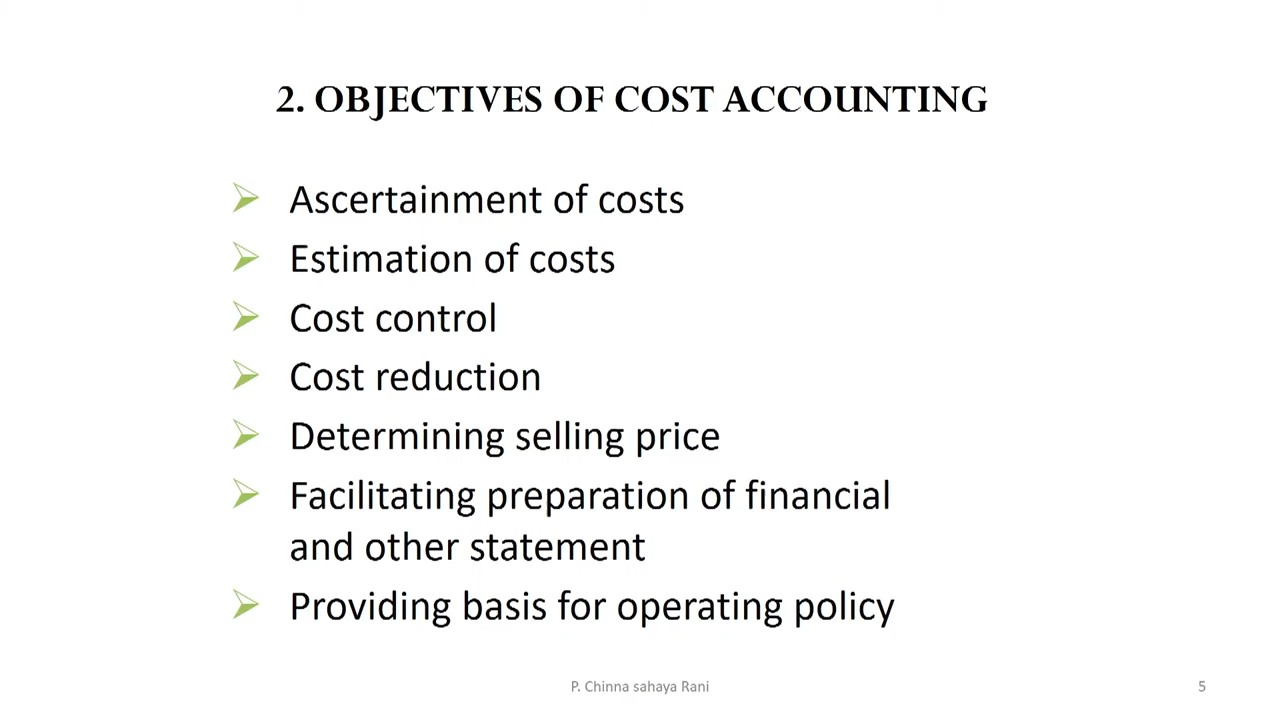 2. OBJECTIVES OF COST ACCOUNTING
Ascertainment of costs
Estimation of costs
Cost control
Cost reduction
Determining selling price
Facilitating preparation of financial
and other statement
Providing basis for operating policy
P. Chinna sahaya Rani
5